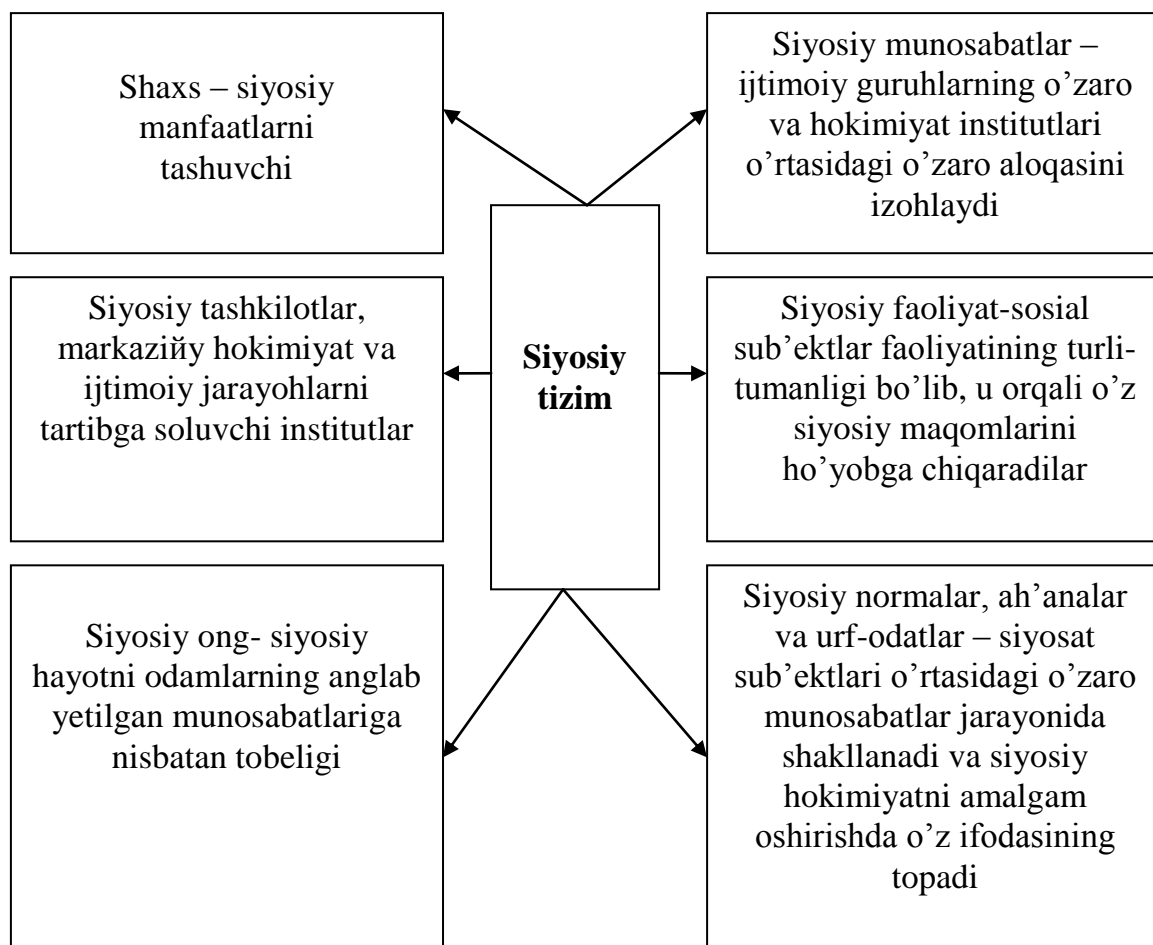 Shaxs – siyosiy
manfaatlarni
tashuvchi
Siyosiy munosabatlar –
ijtimoiy guruhlarning o’zaro
va hokimiyat institutlari
o’rtasidagi o’zaro aloqasini
izohlaydi
Siyosiy tashkilotlar,
markaziйy hokimiyat va
ijtimoiy jarayohlarni
tartibga soluvchi institutlar
Siyosiy
tizim
Siyosiy faoliyat-sosial
sub’ektlar faoliyatining turli-
tumanligi bo’lib, u orqali o’z
siyosiy maqomlarini
ho’yobga chiqaradilar
Siyosiy ong- siyosiy
hayotni odamlarning anglab
yetilgan munosabatlariga
nisbatan tobeligi
Siyosiy normalar, ah’analar
va urf-odatlar – siyosat
sub’ektlari o’rtasidagi o’zaro
munosabatlar jarayonida
shakllanadi va siyosiy
hokimiyatni amalgam
oshirishda o’z ifodasining
topadi